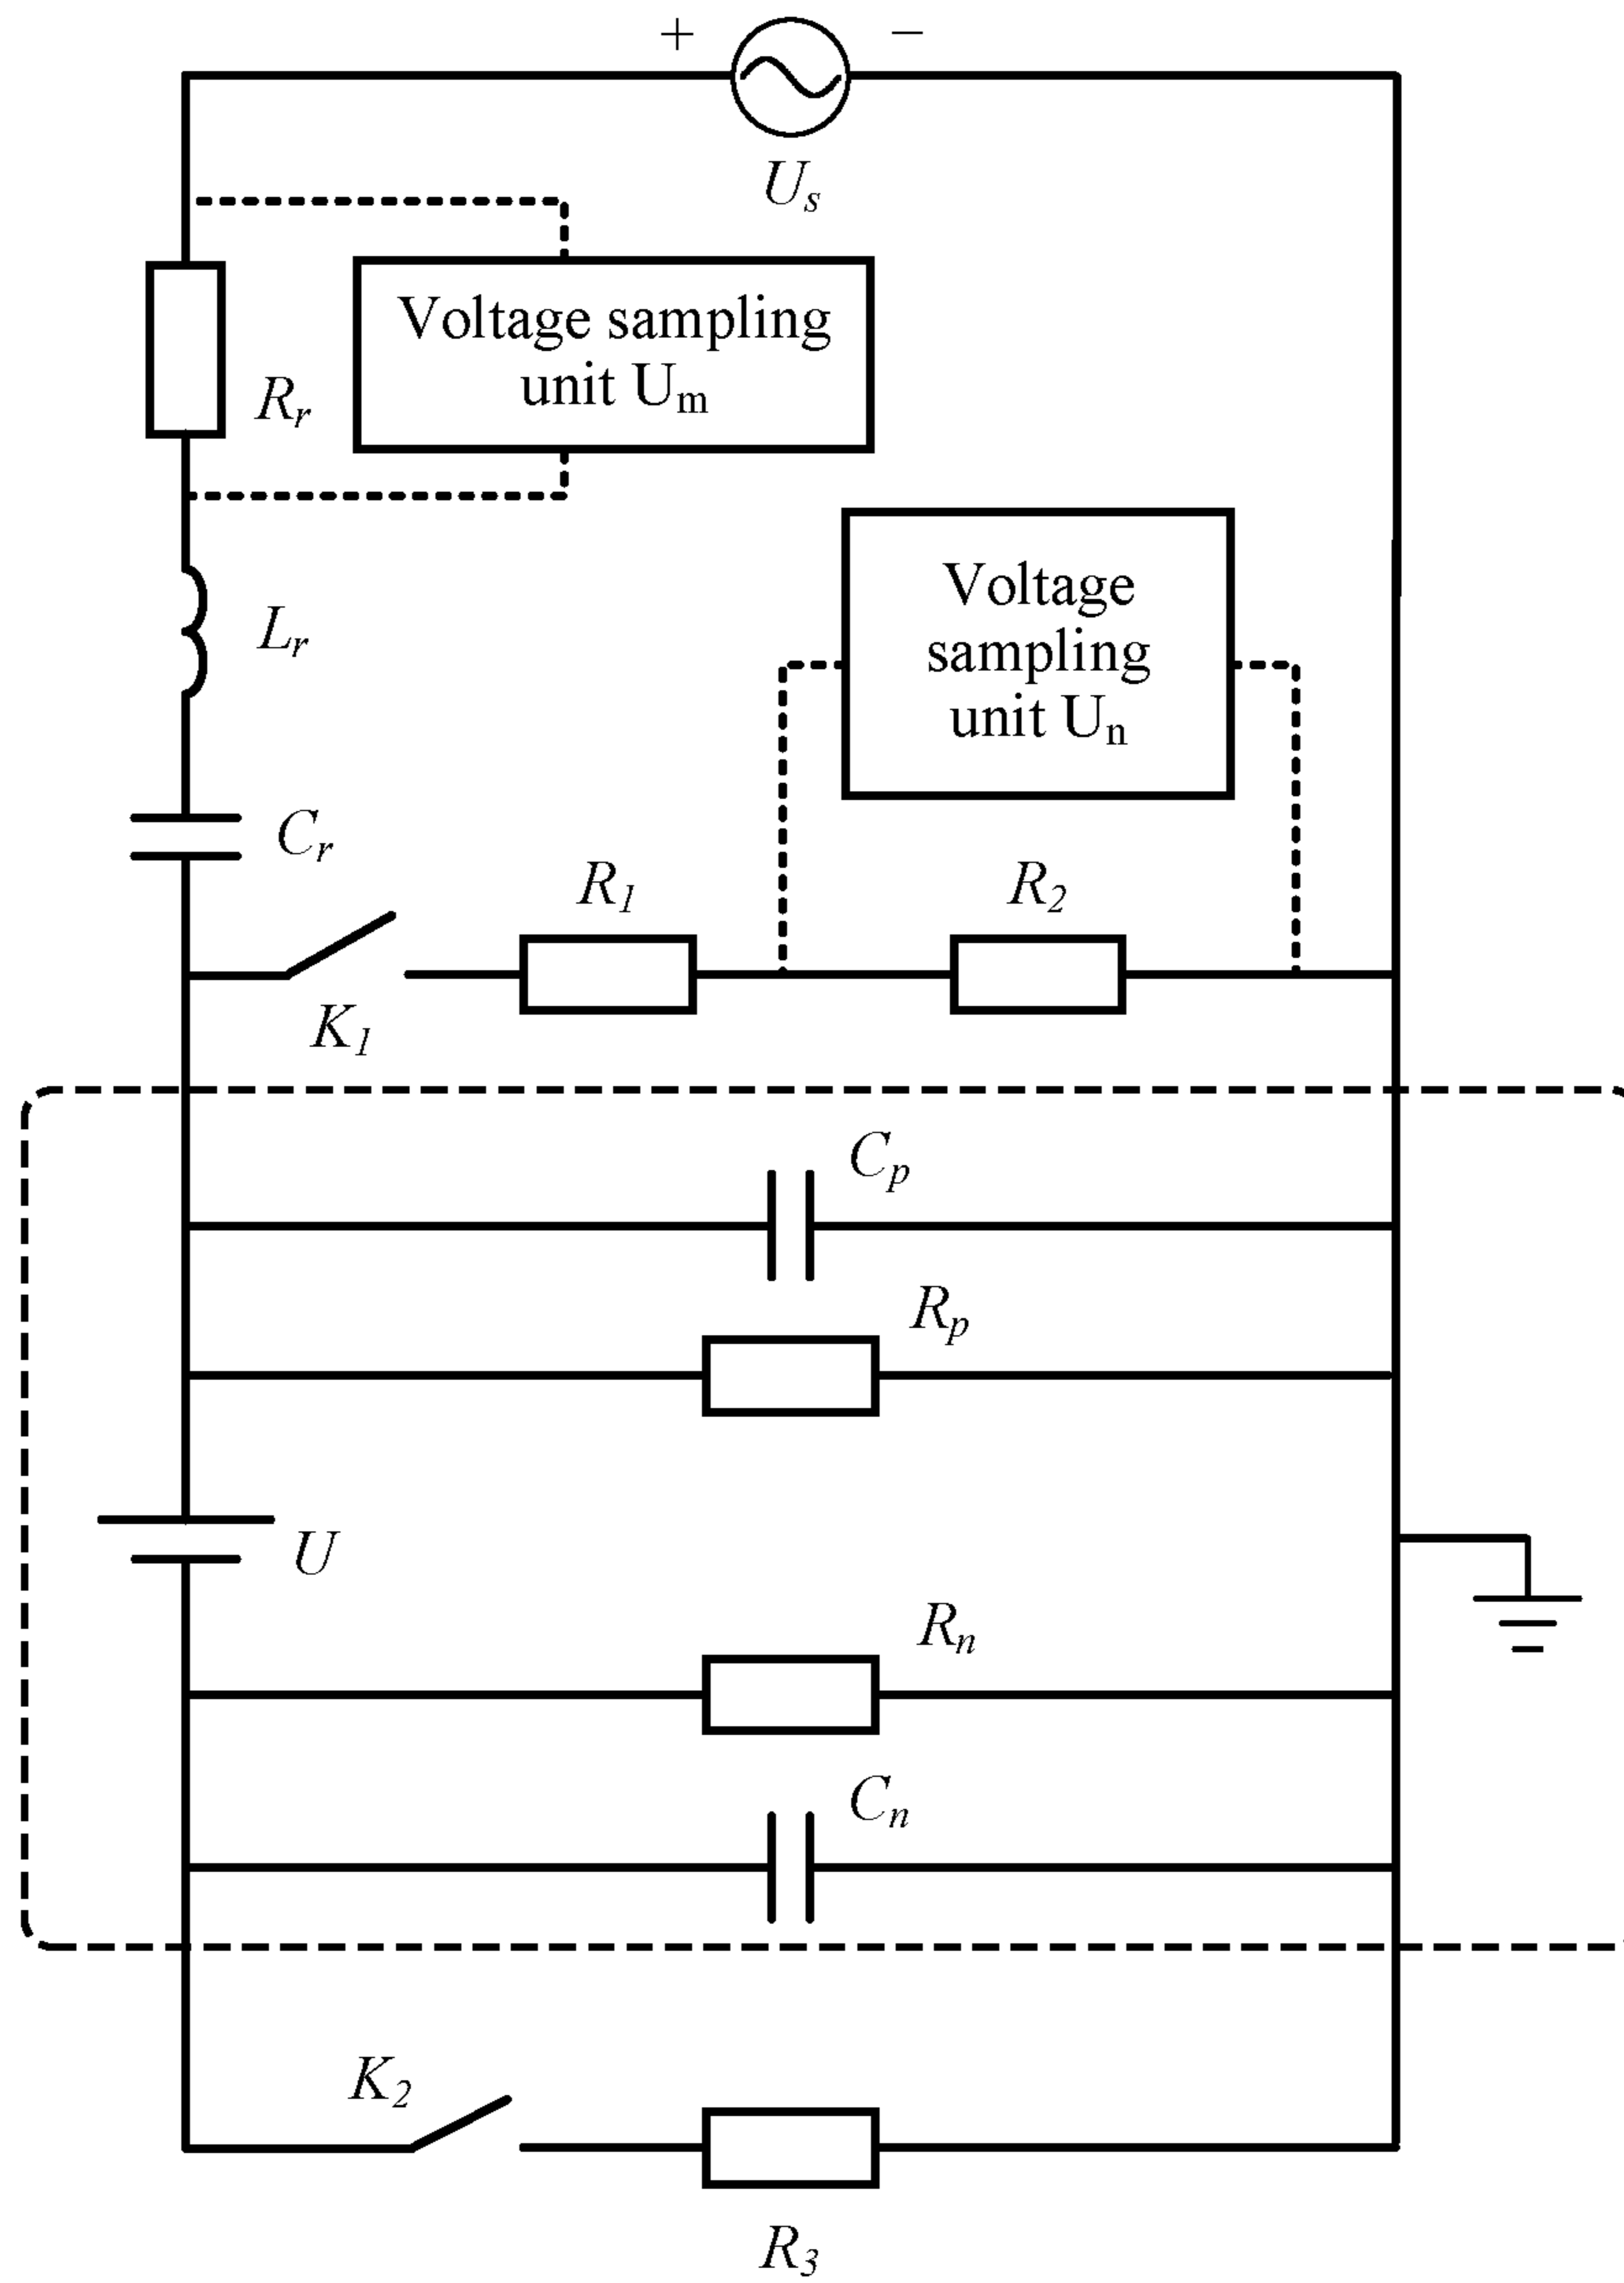 + −
Us
Voltage sampling
unit Um
Rr
Lr
Voltage
sampling
unit Un
Cr
R1
R2
K1
Cp
Rp
U
Rn
Cn
K2
R3